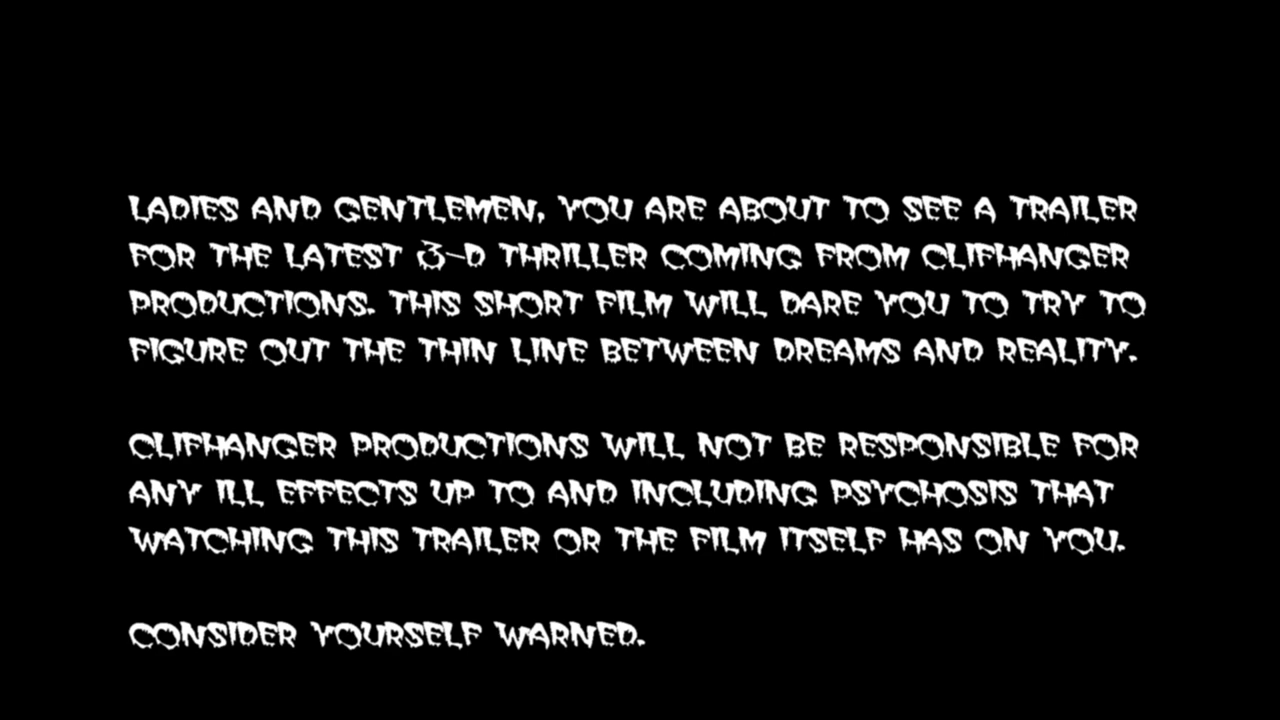 LADIES AND GENTLEMEN, YOU ARE ABOUT TO SEE A TRAILER
FOR THE LATEST 3-D THRILLER COMING FROM CLIFHANGER
PRODUCTIONS. THIS SHORT FILM WILL DARE YOU TO TRY TO
FIGURE OUT THE THIN LINE BETWEEN DREAMS AND REALITY.
CLIFHANGER PRODUCTIONS WILL NOT BE RESPONSIBLE FOR
ANY ILL EFFECTS UP TO AND INCLUDING PSYCHOSIS THAT
WATCHING THIS TRAILER OR THE FILM ITSELF HAS ON YOU.
CONSIDER YOURSELF WARNED.